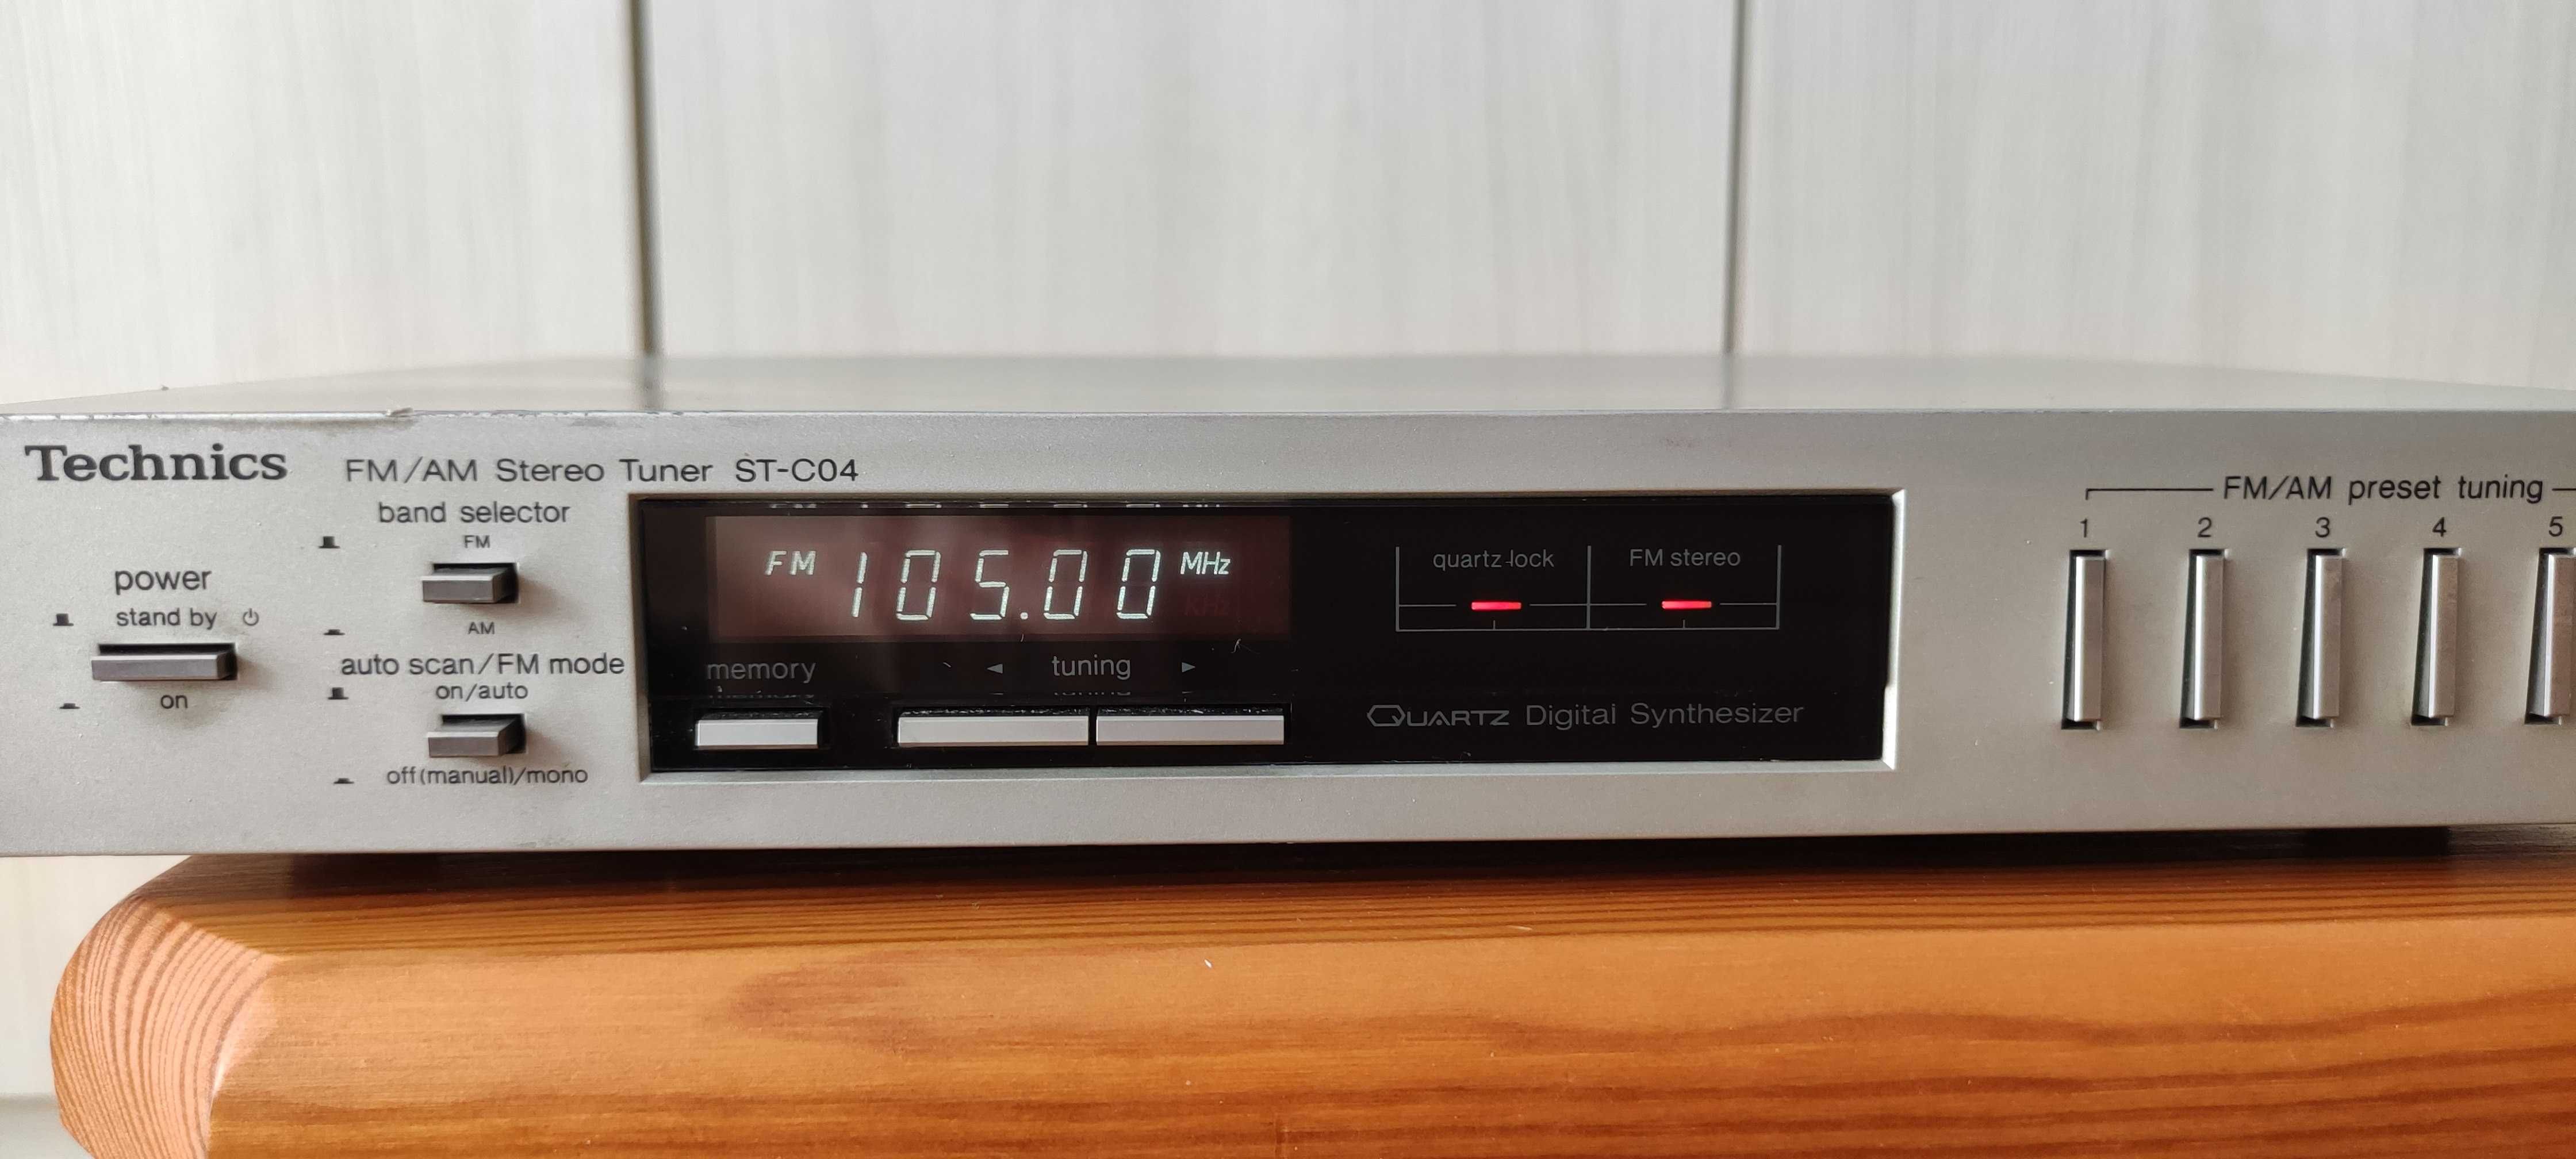 Technics
FM/AM Stereo Tuner ST-C04
band selector
FM
AM
power
stand by
on
auto scan/FM mode
on/auto
off(manual)/mono
FM 105.00 MHz
kHz
memory
◄ tuning ►
quartz-lock
FM stereo
QUARTZ Digital Synthesizer
FM/AM preset tuning
1 2 3 4 5